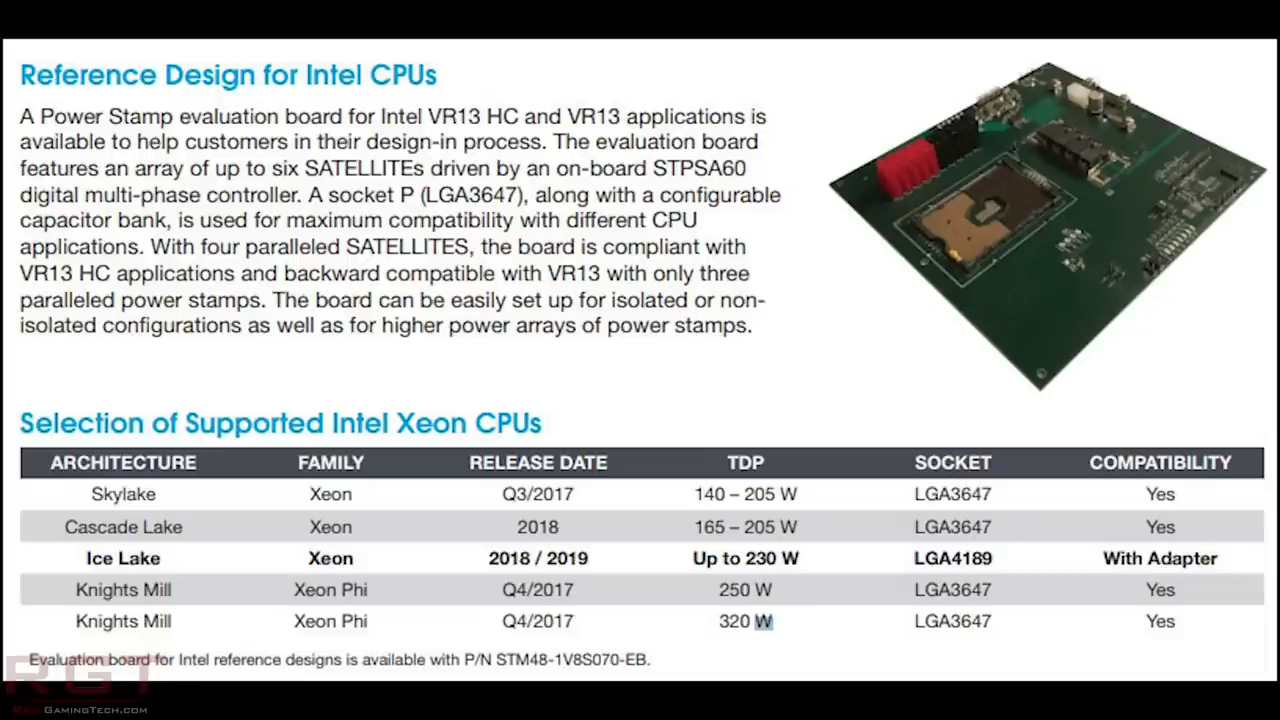 Reference Design for Intel CPUs
A Power Stamp evaluation board for Intel VR13 HC and VR13 applications is
available to help customers in their design-in process. The evaluation board
features an array of up to six SATELLITEs driven by an on-board STPSA60
digital multi-phase controller. A socket P (LGA3647), along with a configurable
capacitor bank, is used for maximum compatibility with different CPU
applications. With four paralleled SATELLITES, the board is compliant with
VR13 HC applications and backward compatible with VR13 with only three
paralleled power stamps. The board can be easily set up for isolated or non-
isolated configurations as well as for higher power arrays of power stamps.
Selection of Supported Intel Xeon CPUs
ARCHITECTURE FAMILY RELEASE DATE TDP SOCKET COMPATIBILITY
Skylake Xeon Q3/2017 140 – 205 W LGA3647 Yes
Cascade Lake Xeon 2018 165 – 205 W LGA3647 Yes
Ice Lake Xeon 2018 / 2019 Up to 230 W LGA4189 With Adapter
Knights Mill Xeon Phi Q4/2017 250 W LGA3647 Yes
Knights Mill Xeon Phi Q4/2017 320 W LGA3647 Yes
Evaluation board for Intel reference designs is available with P/N STM48-1V8S070-EB.
RGT
RedGamingTech.com